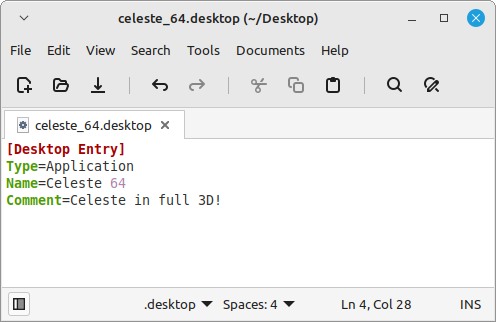 celeste_64.desktop (~/Desktop)
File Edit View Search Tools Documents Help
celeste_64.desktop
[Desktop Entry]
Type=Application
Name=Celeste 64
Comment=Celeste in full 3D!
.desktop Spaces: 4 Ln 4, Col 28 INS